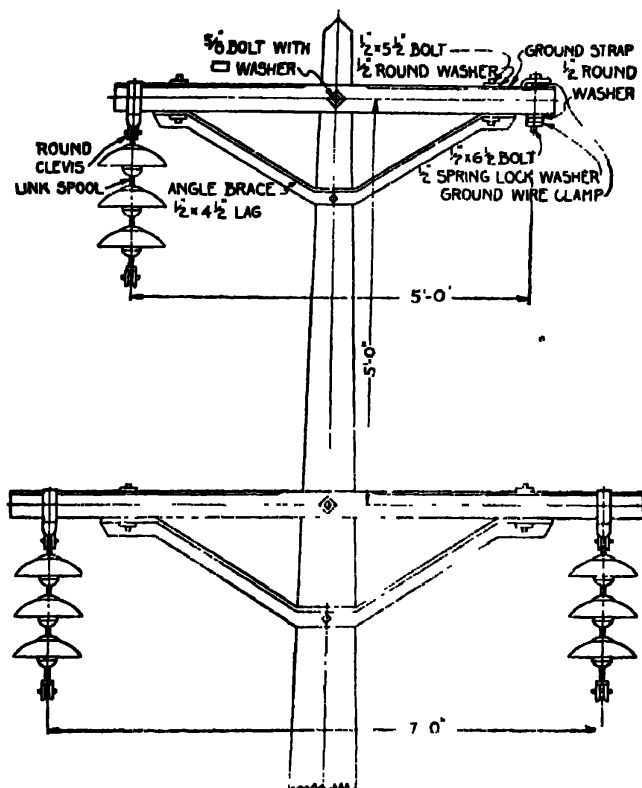 5/8" BOLT WITH
▭ WASHER
1/2" × 5 1/2" BOLT
1/2" ROUND WASHER
GROUND STRAP
1/2" ROUND
WASHER
ROUND
CLEVIS
LINK SPOOL
ANGLE BRACE
1/2" × 4 1/2" LAG
1/2" × 6 1/2 BOLT
1/2" SPRING LOCK WASHER
GROUND WIRE CLAMP
5'-0"
5'-0"
7 0"